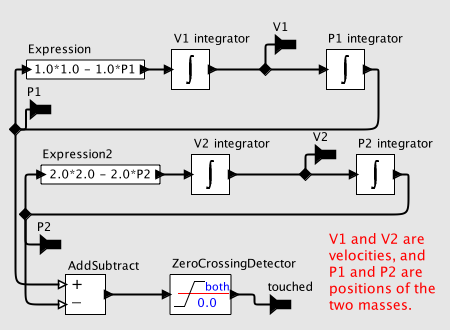 V1
V1 integrator
P1 integrator
Expression
1.0*1.0 - 1.0*P1
∫
∫
P1
V2
V2 integrator
P2 integrator
Expression2
2.0*2.0 - 2.0*P2
∫
∫
P2
V1 and V2 are
velocities, and
P1 and P2 are
positions of the
two masses.
AddSubtract
ZeroCrossingDetector
+
−
both
0.0
touched